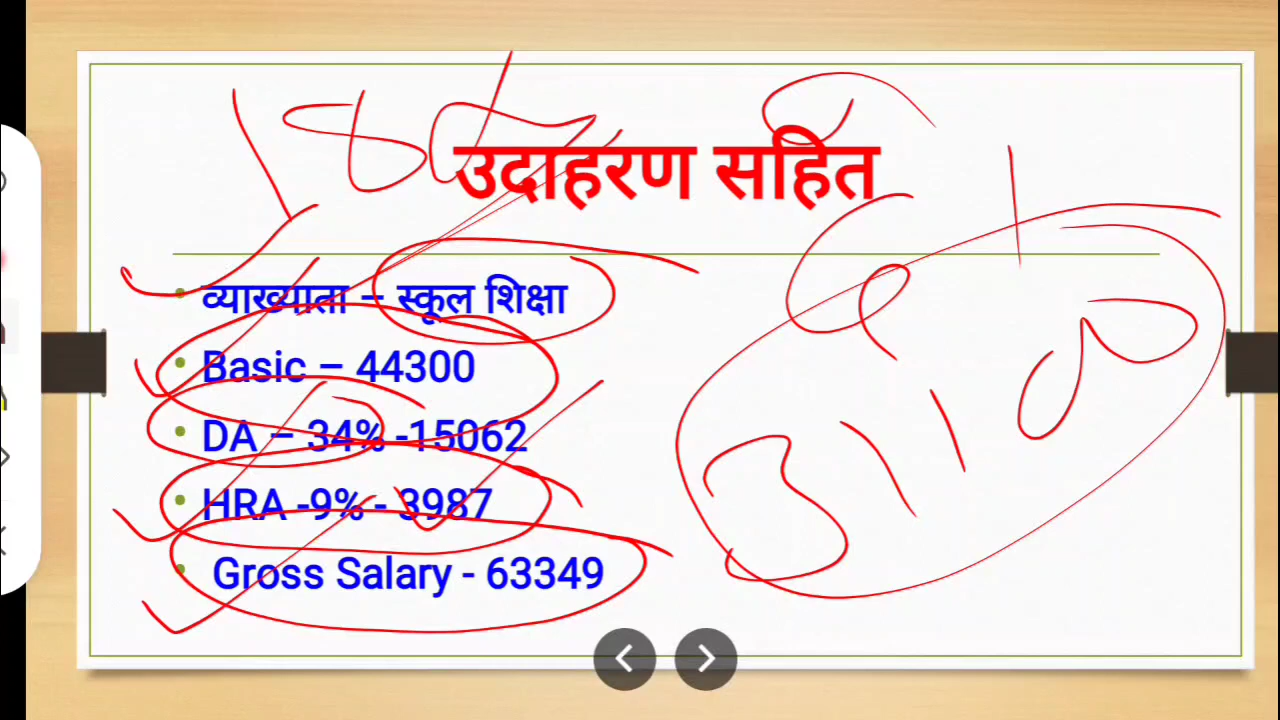 उदाहरण सहित
व्याख्याता – स्कूल शिक्षा
Basic – 44300
DA – 34% -15062
HRA -9% - 3987
Gross Salary - 63349